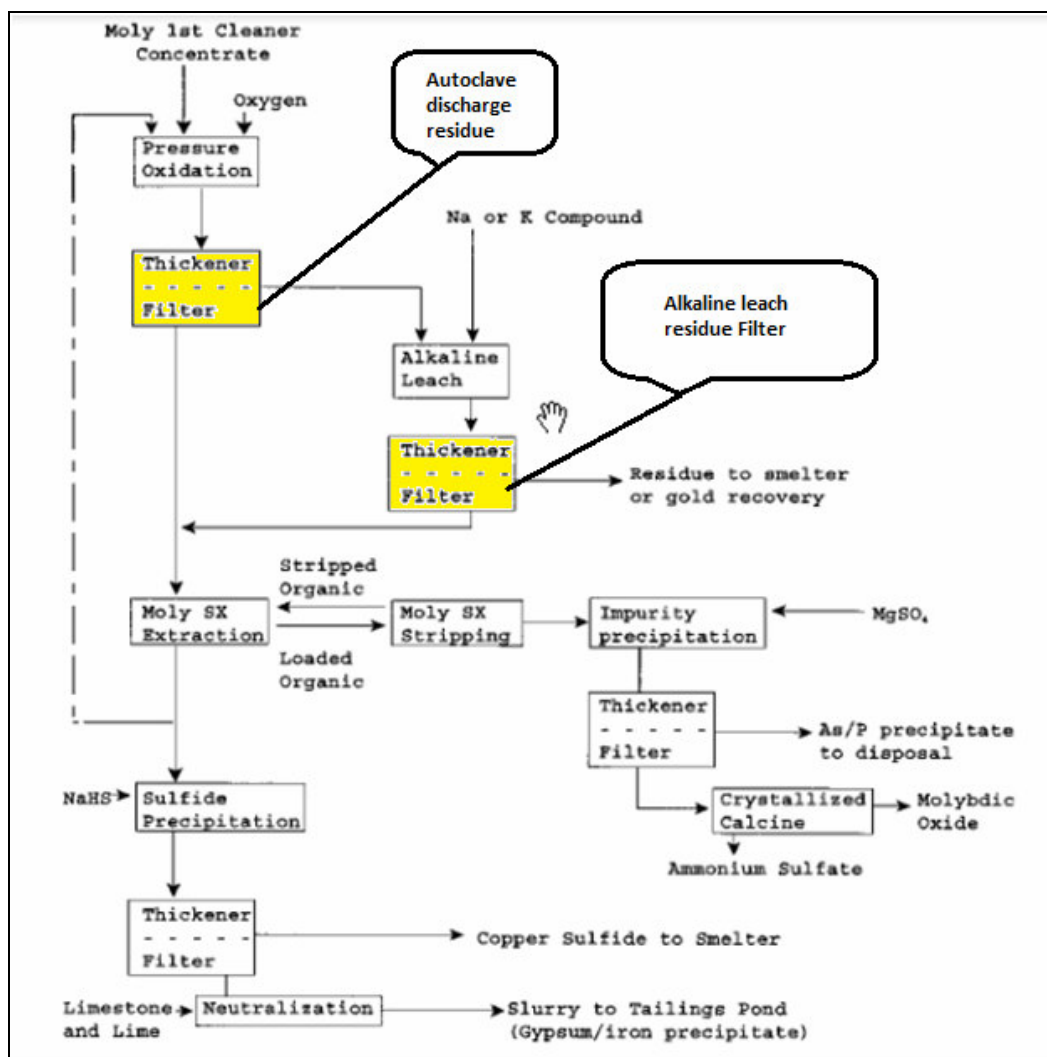 Moly 1st Cleaner
Concentrate
Oxygen
Autoclave
discharge
residue
Pressure
Oxidation
Na or K Compound
Thickener
- - - - -
Filter
Alkaline leach
residue Filter
Alkaline
Leach
Thickener
- - - - -
Filter
Residue to smelter
or gold recovery
Stripped
Organic
Moly SX
Extraction
Moly SX
Stripping
Impurity
precipitation
MgSO₄
Loaded
Organic
Thickener
- - - - -
Filter
As/P precipitate
to disposal
NaHS
Sulfide
Precipitation
Crystallized
Calcine
Molybdic
Oxide
Ammonium Sulfate
Thickener
- - - - -
Filter
Copper Sulfide to Smelter
Limestone
and Lime
Neutralization
Slurry to Tailings Pond
(Gypsum/iron precipitate)